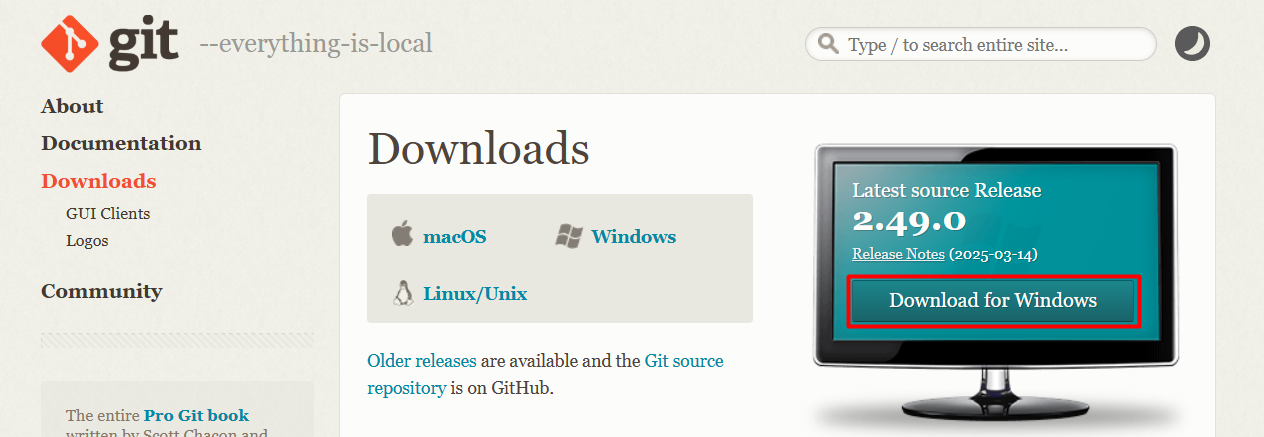 git --everything-is-local
Type / to search entire site...
About
Documentation
Downloads
GUI Clients
Logos
Community
The entire Pro Git book
written by Scott Chacon and
Downloads
macOS
Windows
Linux/Unix
Older releases are available and the Git source
repository is on GitHub.
Latest source Release
2.49.0
Release Notes (2025-03-14)
Download for Windows